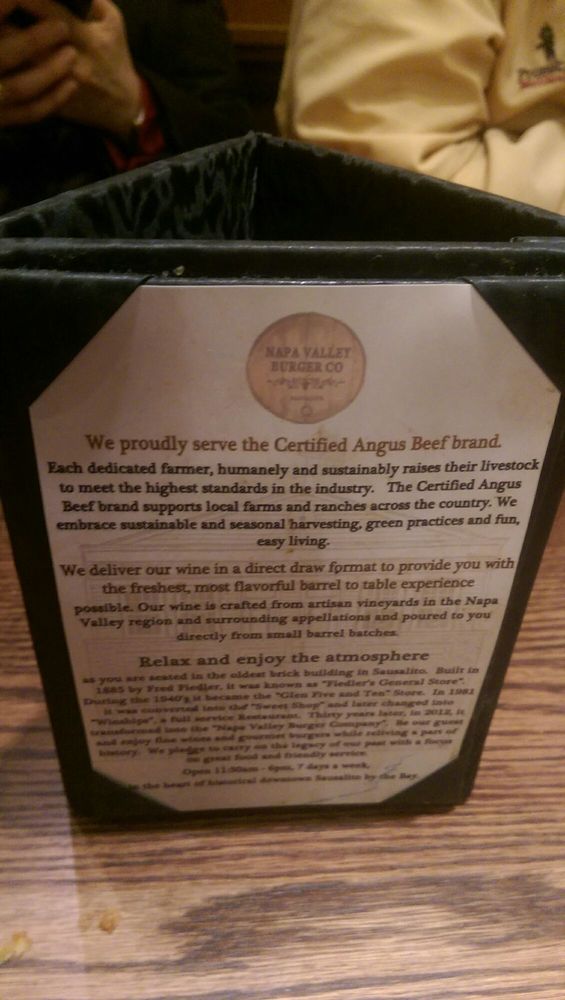 NAPA VALLEY
BURGER CO
We proudly serve the Certified Angus Beef brand.
Each dedicated farmer, humanely and sustainably raises their livestock
to meet the highest standards in the industry. The Certified Angus
Beef brand supports local farms and ranches across the country. We
embrace sustainable and seasonal harvesting, green practices and fun,
easy living.
We deliver our wine in a direct draw format to provide you with
the freshest, most flavorful barrel to table experience
possible. Our wine is crafted from artisan vineyards in the Napa
Valley region and surrounding appellations and poured to you
directly from small barrel batches.
Relax and enjoy the atmosphere
as you are seated in the oldest brick building in Sausalito. Built in
1885 by Fred Fiedler, it was known as "Fiedler's General Store".
During the 1940's it became the "Glen Five and Ten" Store. In 1981
it was converted into the "Sweet Shop" and later changed into
"Winships", a full service Restaurant. Thirty years later, in 2012, it
transformed into the "Napa Valley Burger Company". Be our guest
and enjoy fine wines and gourmet burgers while reliving a part of
history. We pledge to carry on the legacy of our past with a focus
on great food and friendly service.
Open 11:30am - 6pm, 7 days a week,
in the heart of historical downtown Sausalito by the Bay.